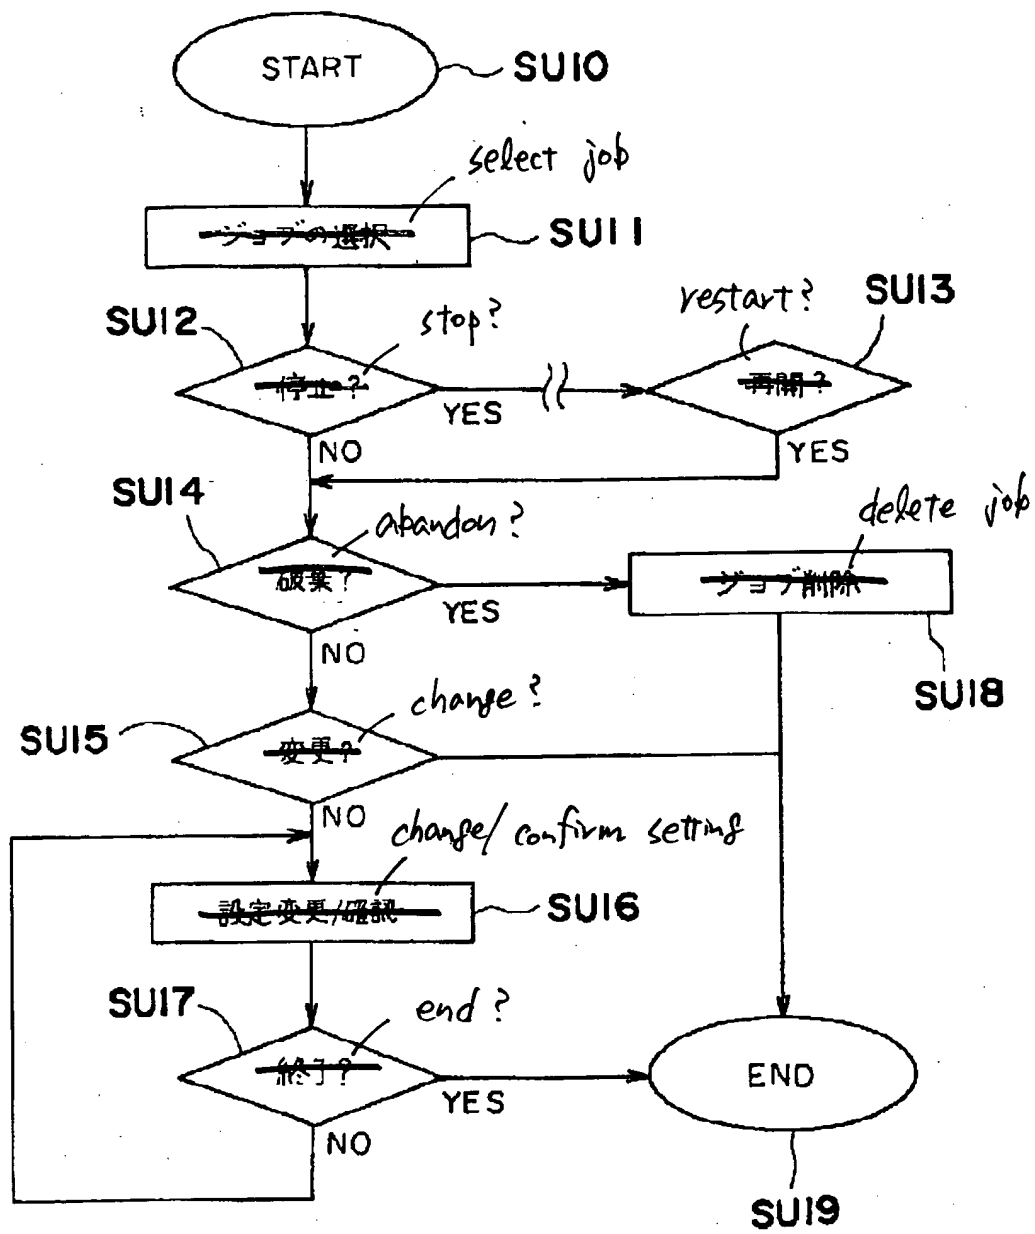 START
SU10
select job
ジョブの選択
SU11
SU12
stop?
停止?
YES
NO
restart?
SU13
再開?
YES
SU14
abandon?
破棄?
YES
NO
delete job
ジョブ削除
SU18
SU15
change?
変更?
NO
change/confirm setting
設定変更/確認
SU16
SU17
end?
終了?
YES
NO
END
SU19